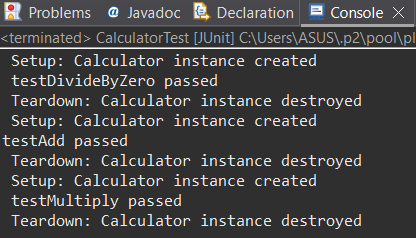 Problems @ Javadoc Declaration Console ×
<terminated> CalculatorTest [JUnit] C:\Users\ASUS\.p2\pool\pl
Setup: Calculator instance created
testDivideByZero passed
Teardown: Calculator instance destroyed
Setup: Calculator instance created
testAdd passed
Teardown: Calculator instance destroyed
Setup: Calculator instance created
testMultiply passed
Teardown: Calculator instance destroyed